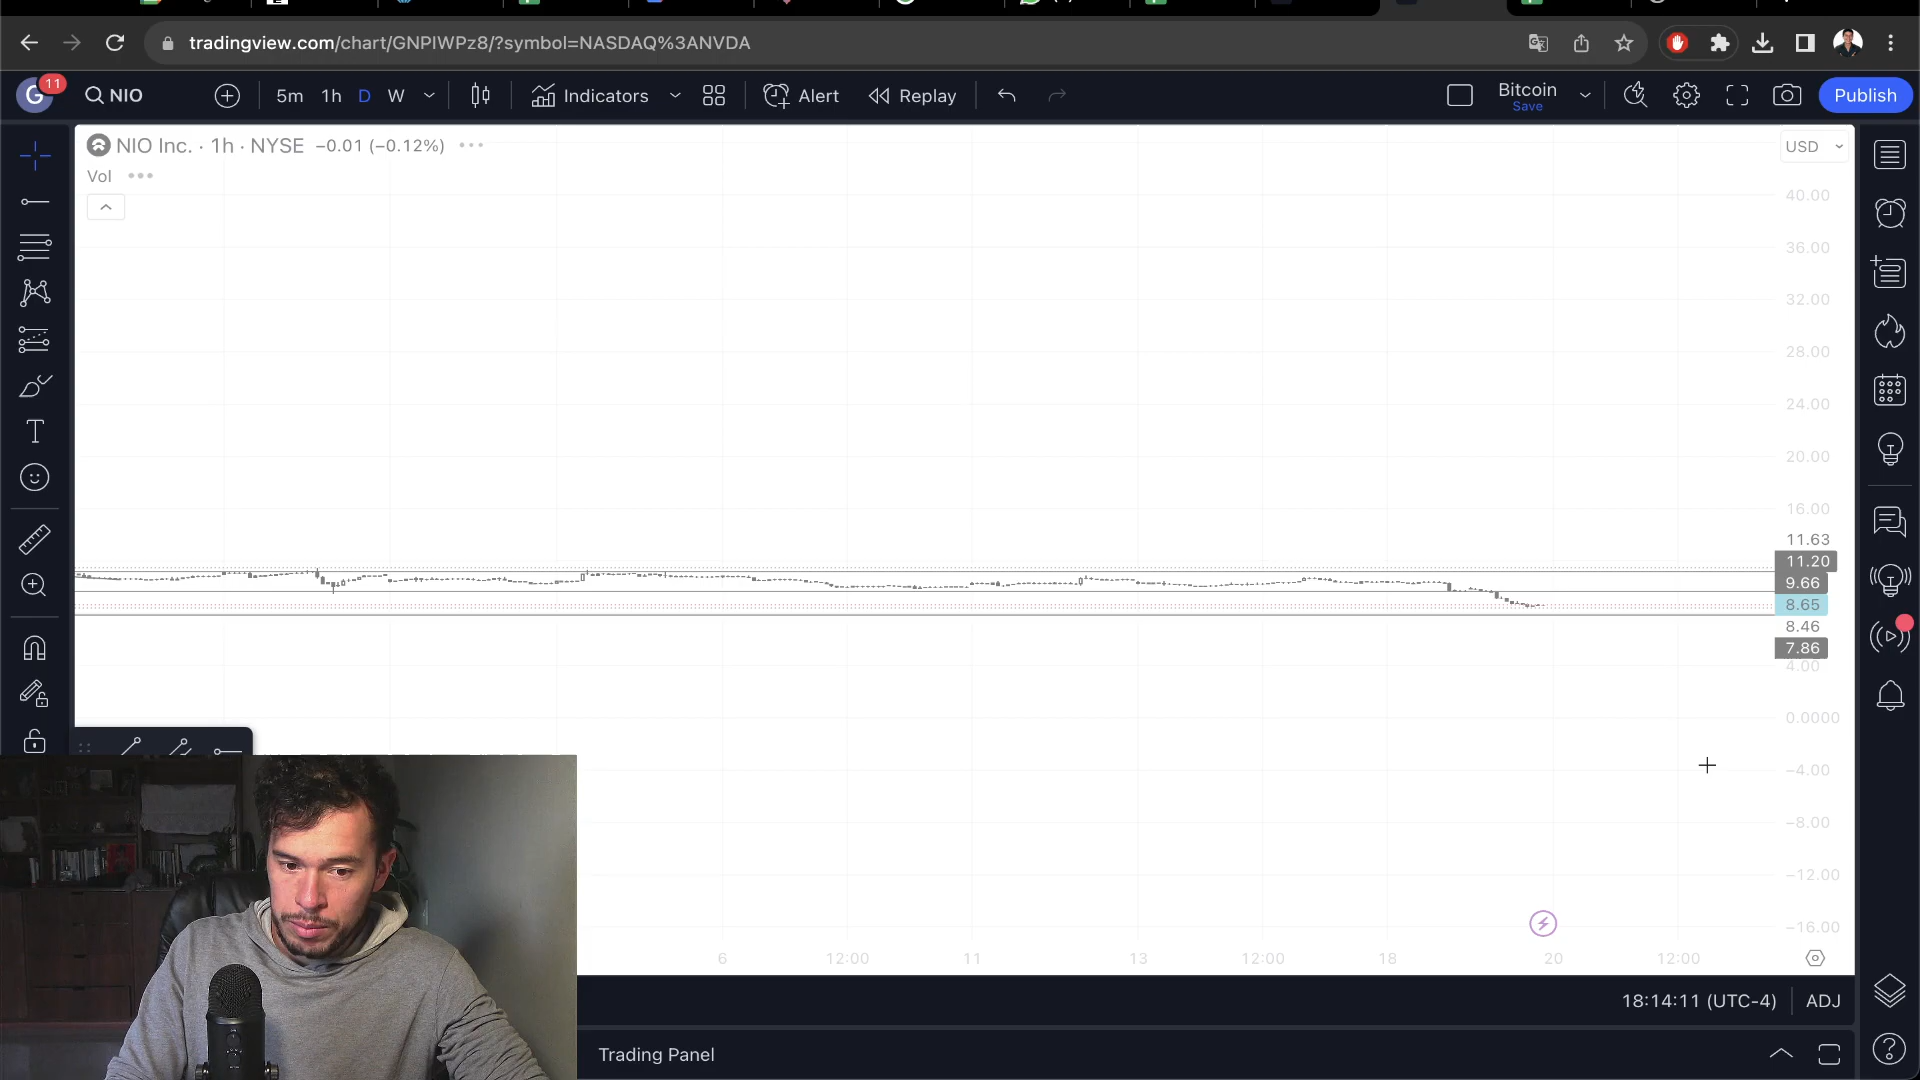 tradingview.com/chart/GNPIWPz8/?symbol=NASDAQ%3ANVDA
G 11 NIO 5m 1h D W Indicators Alert Replay Bitcoin Save Publish
NIO Inc. · 1h · NYSE −0.01 (−0.12%) USD
Vol
40.00
36.00
32.00
28.00
24.00
20.00
16.00
11.63
11.20
9.66
8.65
8.46
7.86
4.00
0.0000
−4.00
−8.00
−12.00
−16.00
6 12:00 11 13 12:00 18 20 12:00
18:14:11 (UTC-4) ADJ
Trading Panel